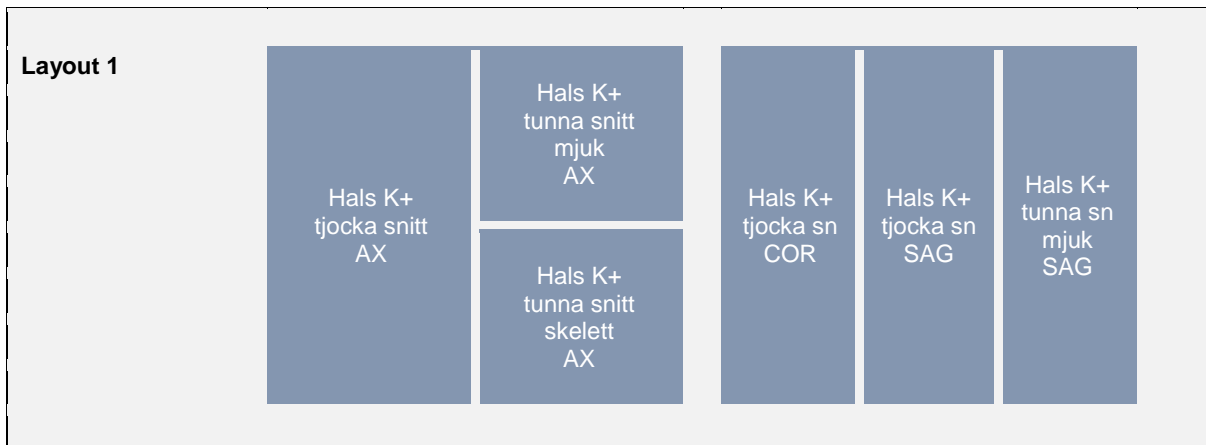 Layout 1
Hals K+
tjocka snitt
AX
Hals K+
tunna snitt
mjuk
AX
Hals K+
tunna snitt
skelett
AX
Hals K+
tjocka sn
COR
Hals K+
tjocka sn
SAG
Hals K+
tunna sn
mjuk
SAG